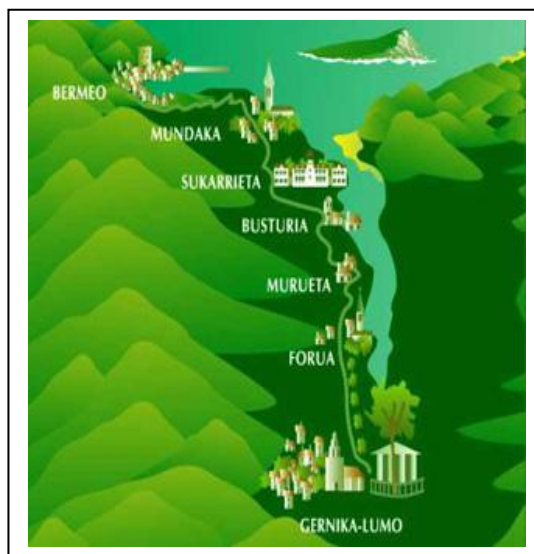 BERMEO
MUNDAKA
SUKARRIETA
BUSTURIA
MURUETA
FORUA
GERNIKA-LUMO